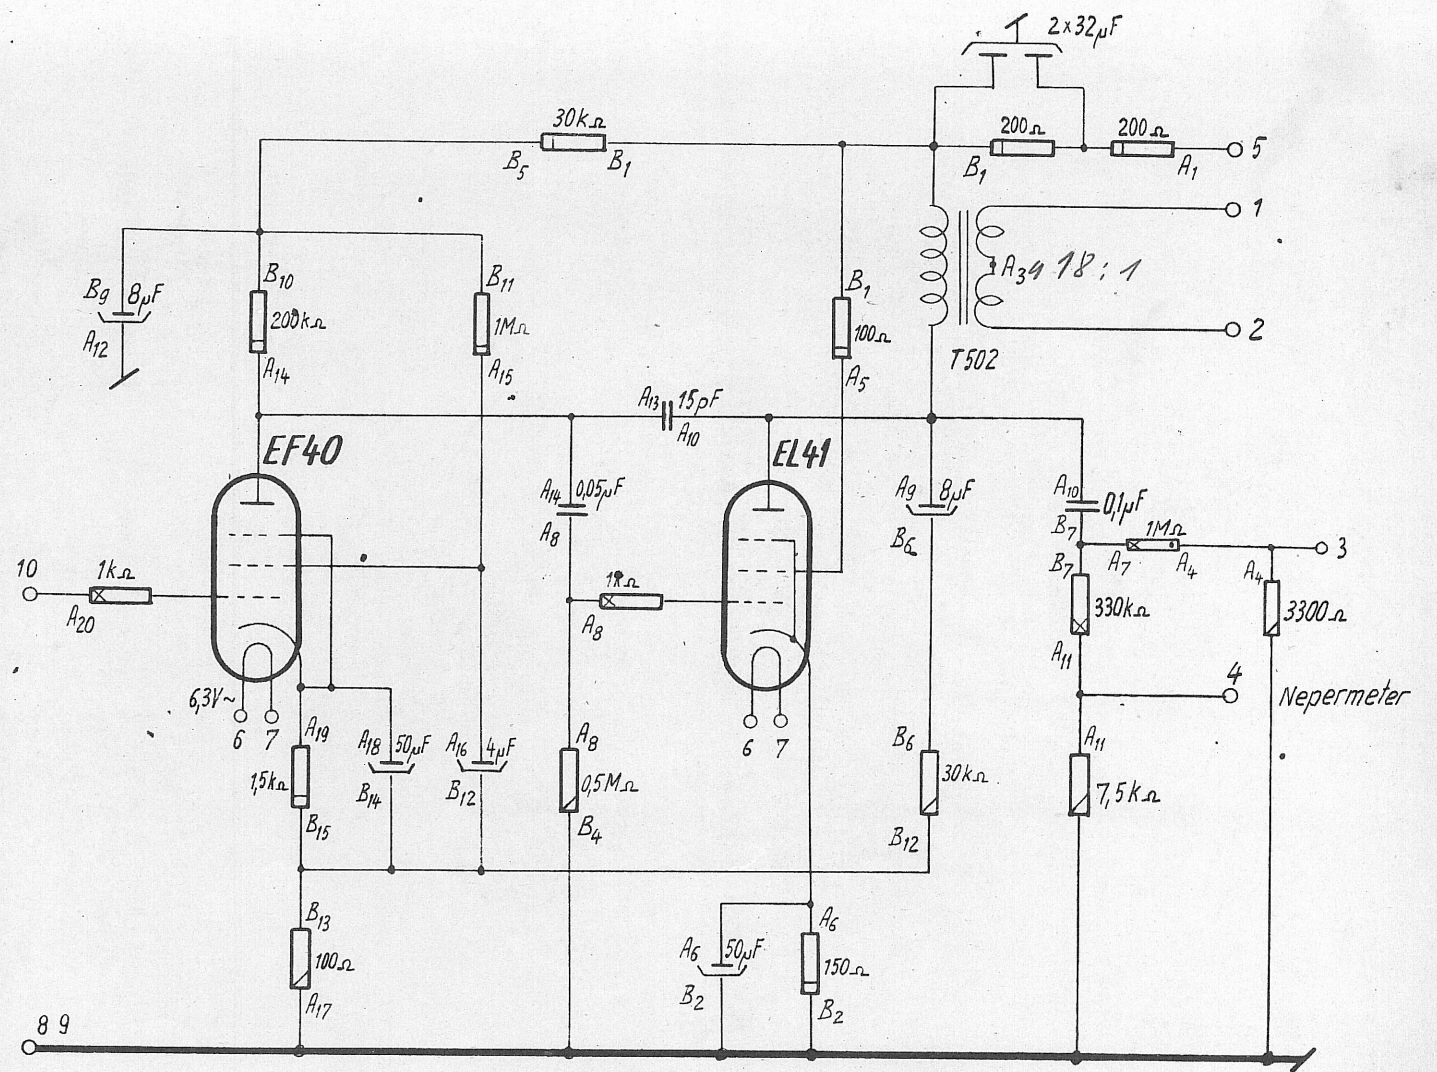 2×32µF
30kΩ
B5
B1
200Ω
200Ω
B1
A1
5
1
A34 18:1
2
T502
B9 8µF
A12
B10
200kΩ
A14
B11
1MΩ
A15
B1
100Ω
A5
A13 15pF
A10
EF40
EL41
A14 0,05µF
A8
A9 8µF
B6
A10
0,1µF
B7
1MΩ
A7
A4
3
B7
330kΩ
A11
A4
3300Ω
10
1kΩ
A20
1kΩ
A8
4
Nepermeter
6,3V~
6
7
6
7
A19
1,5kΩ
B15
A18 50µF
B14
A16 4µF
B12
A8
0,5MΩ
B4
B6
30kΩ
B12
A11
7,5kΩ
B13
100Ω
A17
A6 50µF
B2
A6
150Ω
B2
8 9